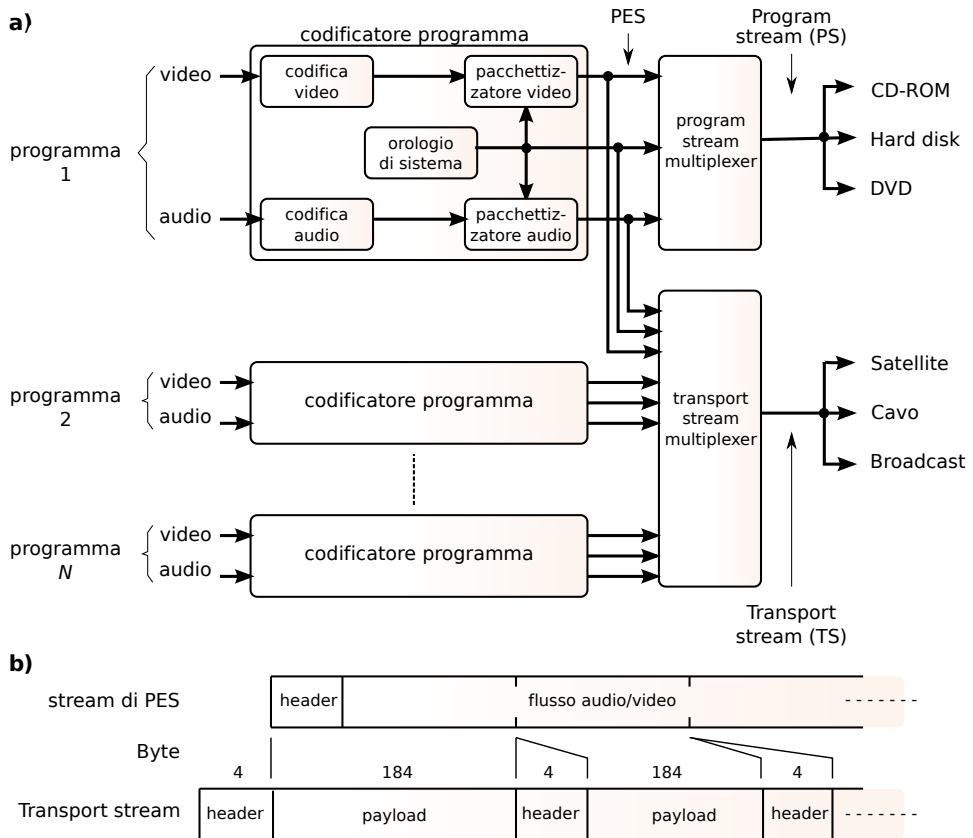 a)
codificatore programma
PES
Program
stream (PS)
programma
1
video
audio
codifica
video
pacchettiz-
zatore video
orologio
di sistema
codifica
audio
pacchettiz-
zatore audio
program
stream
multiplexer
CD-ROM
Hard disk
DVD
programma
2
video
audio
codificatore programma
transport
stream
multiplexer
Satellite
Cavo
Broadcast
programma
N
video
audio
codificatore programma
Transport
stream (TS)
b)
stream di PES
header
flusso audio/video
Byte
4
184
4
184
4
Transport stream
header
payload
header
payload
header